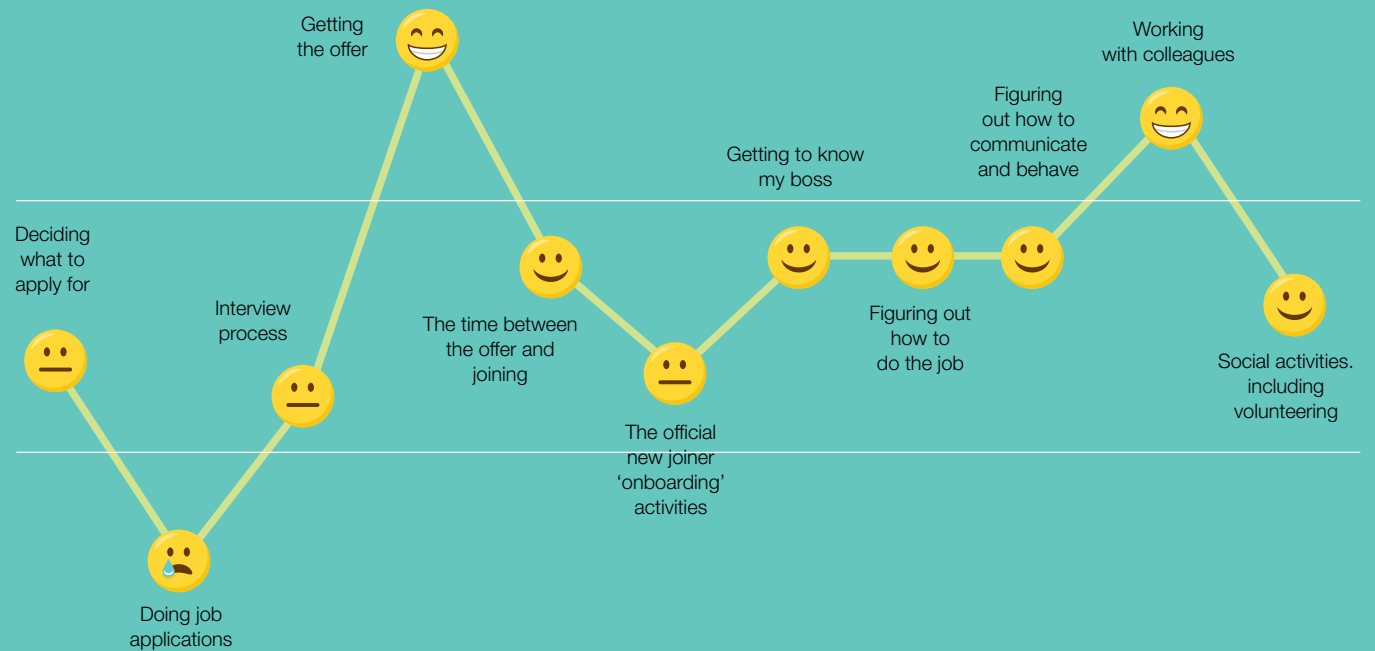 Deciding
what to
apply for
Doing job
applications
Interview
process
Getting
the offer
The time between
the offer and
joining
The official
new joiner
‘onboarding’
activities
Getting to know
my boss
Figuring out
how to
do the job
Figuring
out how to
communicate
and behave
Working
with colleagues
Social activities.
including
volunteering